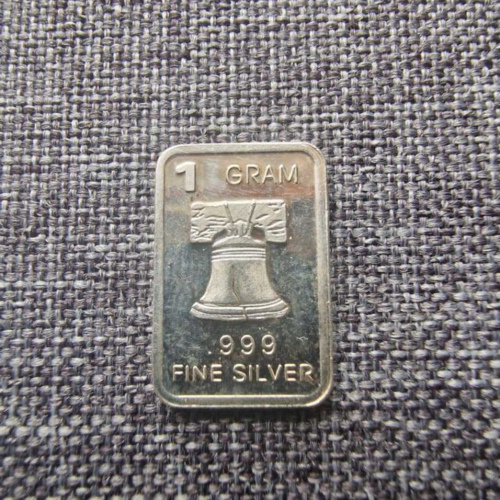 1 GRAM
.999
FINE SILVER